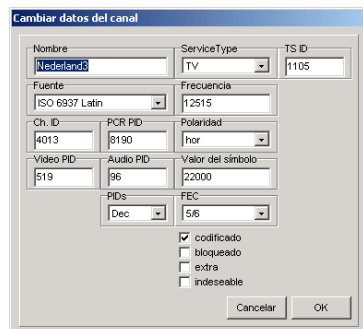 Cambiar datos del canal
Nombre ServiceType TS ID
Nederland3 TV 1105
Fuente Frecuencia
ISO 6937 Latin 12515
Ch. ID PCR PID Polaridad
4013 8190 hor
Video PID Audio PID Valor del símbolo
519 96 22000
PIDs FEC
Dec 5/6
codificado
bloqueado
extra
indeseable
Cancelar OK